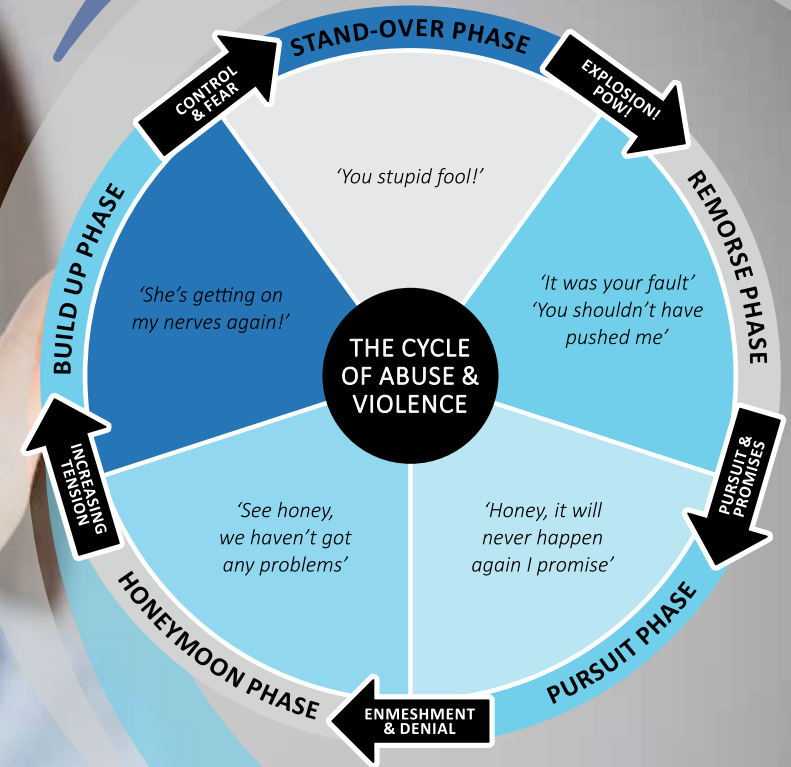 STAND-OVER PHASE
EXPLOSION!
POW!
REMORSE PHASE
PURSUIT &
PROMISES
PURSUIT PHASE
ENMESHMENT
& DENIAL
HONEYMOON PHASE
INCREASING
TENSION
BUILD UP PHASE
CONTROL
& FEAR
‘You stupid fool!’
‘It was your fault’
‘You shouldn’t have
pushed me’
‘Honey, it will
never happen
again I promise’
‘See honey,
we haven’t got
any problems’
‘She’s getting on
my nerves again!’
THE CYCLE
OF ABUSE &
VIOLENCE